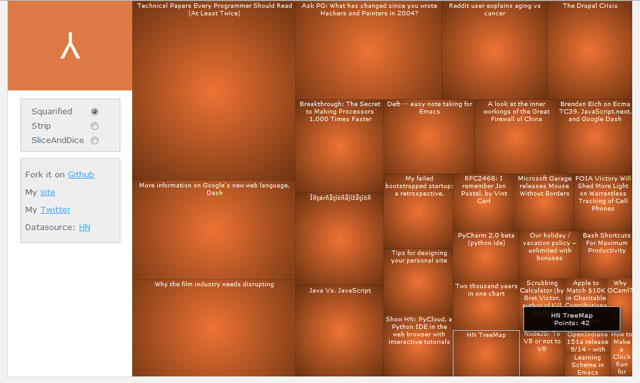 Squarified
Strip
SliceAndDice
Fork it on Github
My site
My Twitter
Datasource: HN
Technical Papers Every Programmer Should Read
(At Least Twice)
Ask PG: What has changed since you wrote
Hackers and Painters in 2004?
Reddit user explains aging vs
cancer
The Drupal Crisis
Breakthrough: The Secret
to Making Processors
1,000 Times Faster
Deft -- easy note taking for
Emacs
A look at the inner
workings of the Great
Firewall of China
Brendan Eich on Ecma
TC39, JavaScript.next,
and Google Dash
More information on Google's new web language,
Dash
My failed
bootstrapped startup:
a retrospective.
RFC2468: I
remember Jon
Postel, by Vint
Cerf
Microsoft Garage
releases Mouse
Without Borders
FOIA Victory Will
Shed More Light
on Warrantless
Tracking of Cell
Phones
PyCharm 2.0 beta
(python ide)
Our holiday /
vacation policy –
unlimited with
bonuses
Bash Shortcuts
For Maximum
Productivity
Tips for designing
your personal site
Why the film industry needs disrupting
Java Vs. JavaScript
Two thousand years
in one chart
Scrubbing
Calculator (by
Bret Victor,
author of Kill
Apple to
Match $10K
in Charitable
Contributions
Why
OCaml?
Show HN: PyCloud, a
Python IDE in the
web browser with
interactive tutorials
HN TreeMap
HN TreeMap
Points: 42
NodeJS: To
V8 or not to
V8
OpenIndiana
151a release
9/14 - with
Learning
Scheme in
Emacs
How to
Make
a
Clock
Run
for